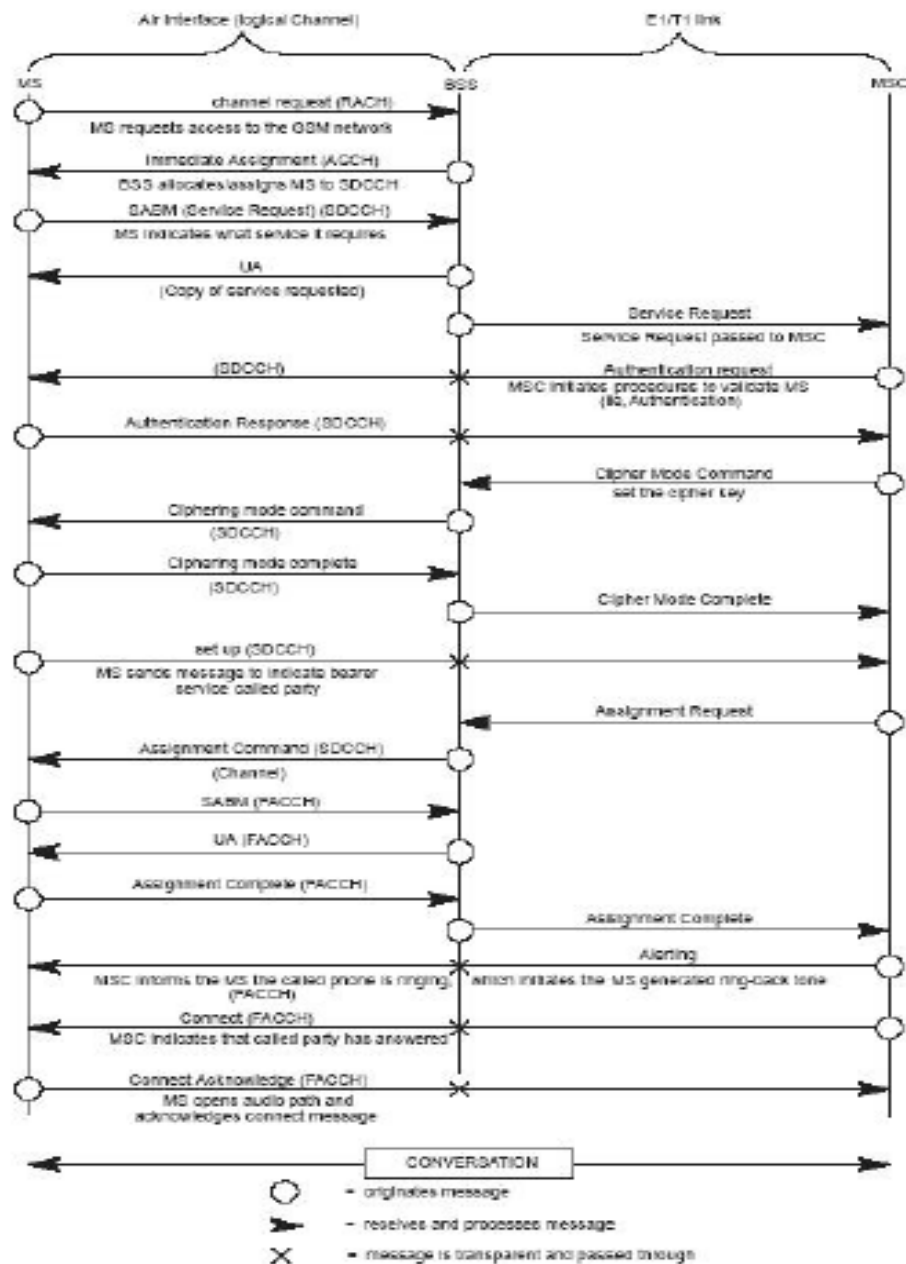 Air Interface (logical Channel)
E1/T1 link
MS
BSS
MSC
channel request (RACH)
MS requests access to the GSM network
Immediate Assignment (AGCH)
BSS allocates/assigns MS to SDCCH
SABM (Service Request) (SDCCH)
MS indicates what service it requires
UA
(Copy of service requested)
Service Request
Service Request passed to MSC
(SDCCH)
Authentication request
MSC initiates procedures to validate MS
(ie, Authentication)
Authentication Response (SDCCH)
Cipher Mode Command
set the cipher key
Ciphering mode command
(SDCCH)
Ciphering mode complete
(SDCCH)
Cipher Mode Complete
set up (SDCCH)
MS sends message to indicate bearer
service called party
Assignment Request
Assignment Command (SDCCH)
(Channel)
SABM (FACCH)
UA (FACCH)
Assignment Complete (FACCH)
Assignment Complete
Alerting
MSC informs the MS the called phone is ringing, which initiates the MS generated ring-back tone
(FACCH)
Connect (FACCH)
MSC indicates that called party has answered
Connect Acknowledge (FACCH)
MS opens audio path and
acknowledges connect message
CONVERSATION
= originates message
= receives and processes message
= message is transparent and passed through